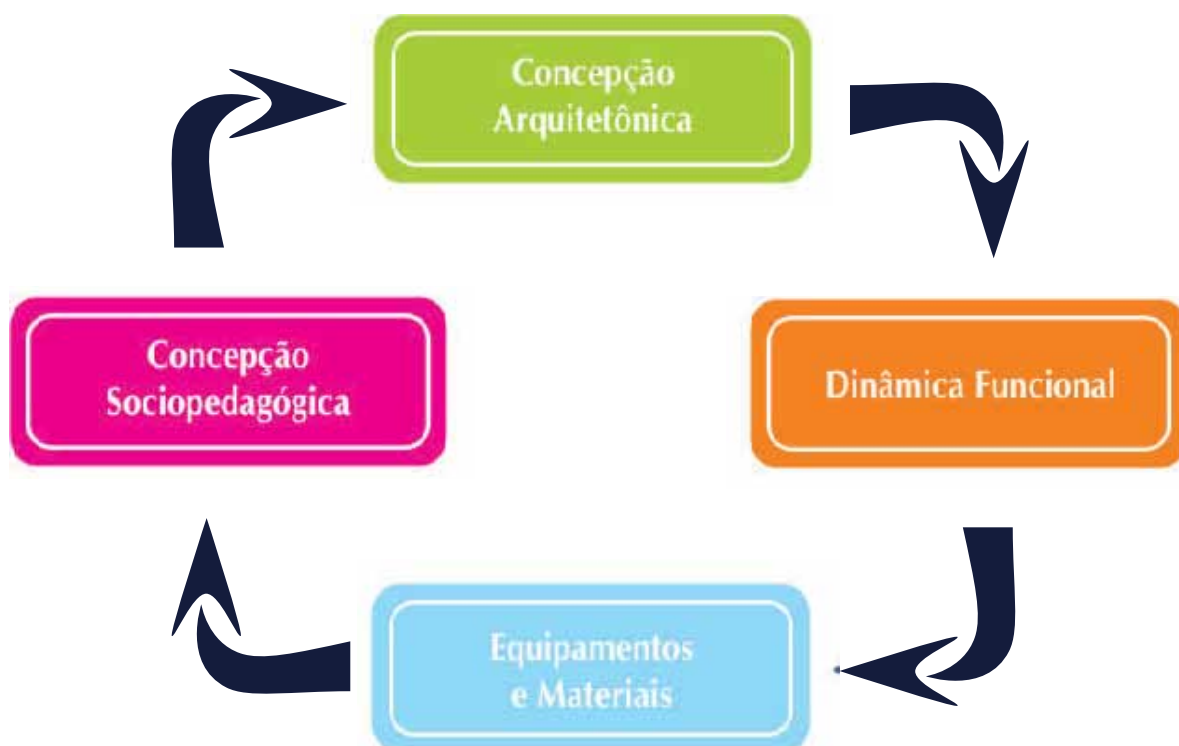 Concepção
Arquitetônica
Concepção
Sociopedagógica
Dinâmica Funcional
Equipamentos
e Materiais